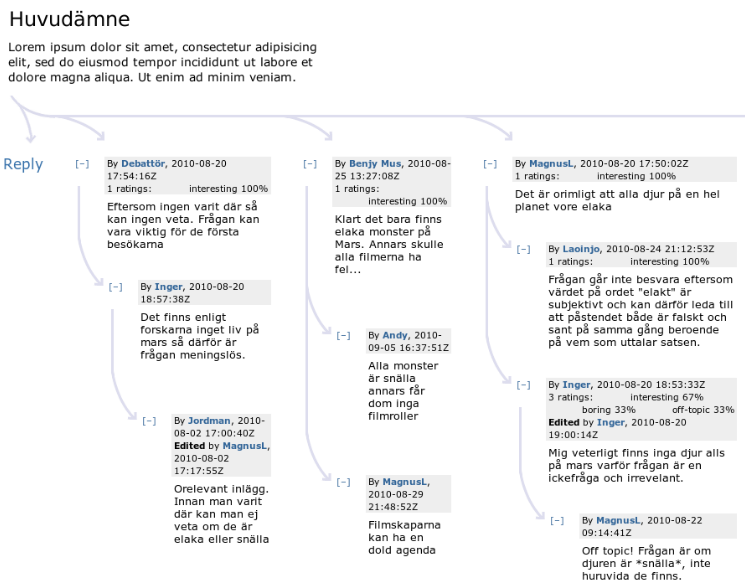 Huvudämne
Lorem ipsum dolor sit amet, consectetur adipisicing
elit, sed do eiusmod tempor incididunt ut labore et
dolore magna aliqua. Ut enim ad minim veniam.
Reply
[-]
By Debattör, 2010-08-20
17:54:16Z
1 ratings: interesting 100%
Eftersom ingen varit där så
kan ingen veta. Frågan kan
vara viktig för de första
besökarna
[-]
By Inger, 2010-08-20
18:57:38Z
Det finns enligt
forskarna inget liv på
mars så därför är
frågan meningslös.
[-]
By Jordman, 2010-
08-02 17:00:40Z
Edited by MagnusL,
2010-08-02
17:17:55Z
Orelevant inlägg.
Innan man varit
där kan man ej
veta om de är
elaka eller snälla
[-]
By Benjy Mus, 2010-08-
25 13:27:08Z
1 ratings:
interesting 100%
Klart det bara finns
elaka monster på
Mars. Annars skulle
alla filmerna ha
fel...
[-]
By Andy, 2010-
09-05 16:37:51Z
Alla monster
är snälla
annars får
dom inga
filmroller
[-]
By MagnusL,
2010-08-29
21:48:52Z
Filmskaparna
kan ha en
dold agenda
[-]
By MagnusL, 2010-08-20 17:50:02Z
1 ratings: interesting 100%
Det är orimligt att alla djur på en hel
planet vore elaka
[-]
By Laoinjo, 2010-08-24 21:12:53Z
1 ratings: interesting 100%
Frågan går inte besvara eftersom
värdet på ordet "elakt" är
subjektivt och kan därför leda till
att påstendet både är falskt och
sant på samma gång beroende
på vem som uttalar satsen.
[-]
By Inger, 2010-08-20 18:53:33Z
3 ratings: interesting 67%
boring 33% off-topic 33%
Edited by Inger, 2010-08-20
19:00:14Z
Mig veterligt finns inga djur alls
på mars varför frågan är en
ickefråga och irrevelant.
[-]
By MagnusL, 2010-08-22
09:14:41Z
Off topic! Frågan är om
djuren är *snälla*, inte
huruvida de finns.